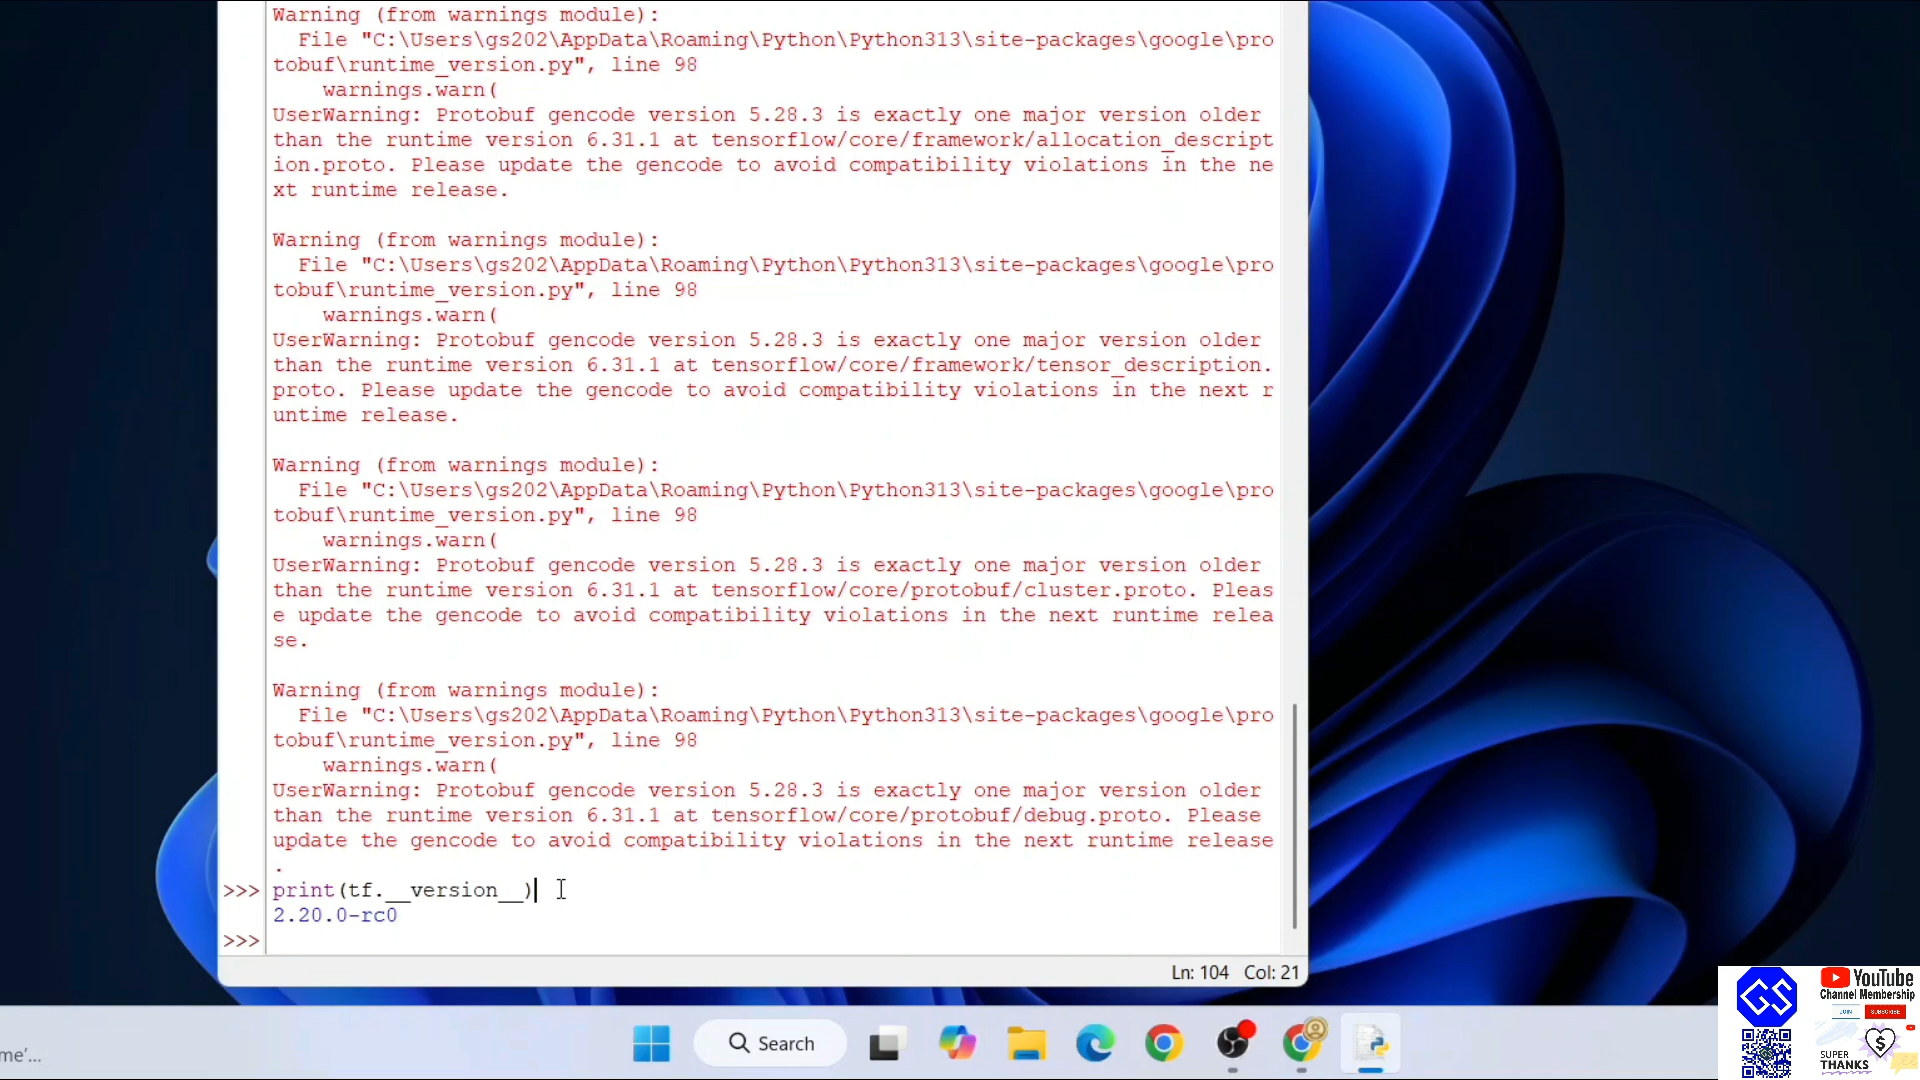 Warning (from warnings module):
File "C:\Users\gs202\AppData\Roaming\Python\Python313\site-packages\google\pro
tobuf\runtime_version.py", line 98
warnings.warn(
UserWarning: Protobuf gencode version 5.28.3 is exactly one major version older
than the runtime version 6.31.1 at tensorflow/core/framework/allocation_descript
ion.proto. Please update the gencode to avoid compatibility violations in the ne
xt runtime release.
Warning (from warnings module):
File "C:\Users\gs202\AppData\Roaming\Python\Python313\site-packages\google\pro
tobuf\runtime_version.py", line 98
warnings.warn(
UserWarning: Protobuf gencode version 5.28.3 is exactly one major version older
than the runtime version 6.31.1 at tensorflow/core/framework/tensor_description.
proto. Please update the gencode to avoid compatibility violations in the next r
untime release.
Warning (from warnings module):
File "C:\Users\gs202\AppData\Roaming\Python\Python313\site-packages\google\pro
tobuf\runtime_version.py", line 98
warnings.warn(
UserWarning: Protobuf gencode version 5.28.3 is exactly one major version older
than the runtime version 6.31.1 at tensorflow/core/protobuf/cluster.proto. Pleas
e update the gencode to avoid compatibility violations in the next runtime relea
se.
Warning (from warnings module):
File "C:\Users\gs202\AppData\Roaming\Python\Python313\site-packages\google\pro
tobuf\runtime_version.py", line 98
warnings.warn(
UserWarning: Protobuf gencode version 5.28.3 is exactly one major version older
than the runtime version 6.31.1 at tensorflow/core/protobuf/debug.proto. Please
update the gencode to avoid compatibility violations in the next runtime release
.
>>> print(tf.__version__)
2.20.0-rc0
>>>
Ln: 104 Col: 21
me'...
Search
GS
YouTube
Channel Membership
JOIN SUBSCRIBE
SUPER
THANKS
$